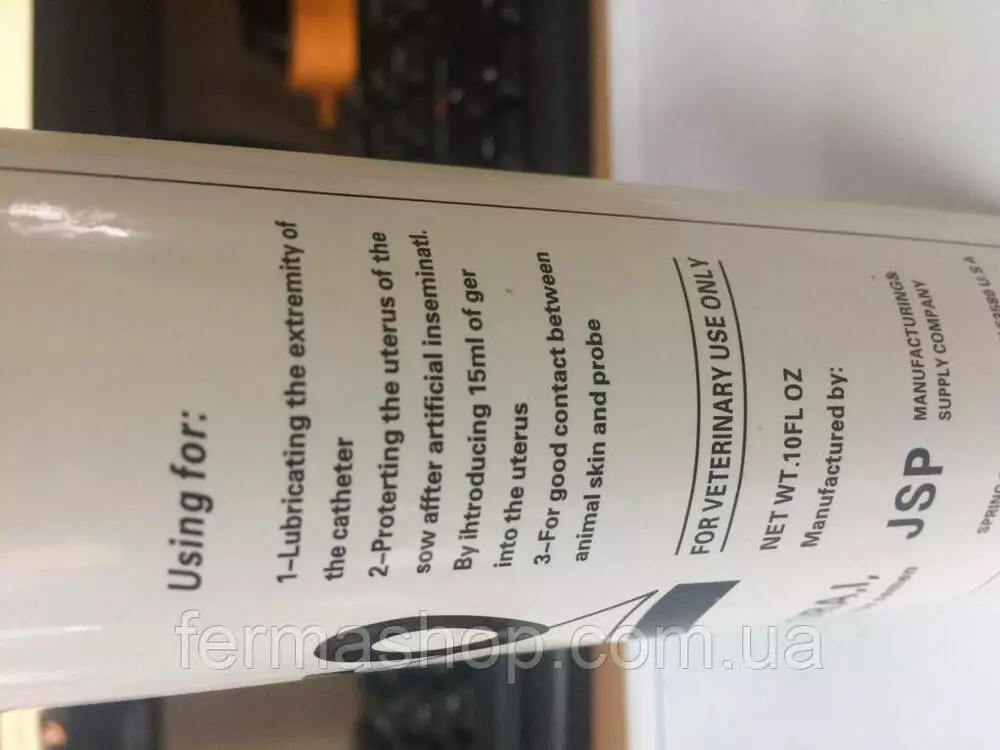 Using for:
1-Lubricating the extremity of
the catheter
2-Proterting the uterus of the
sow affter artificial inseminatl.
By ihtroducing 15ml of ger
into the uterus
3-For good contact between
animal skin and probe
FOR VETERINARY USE ONLY
NET WT.10FL OZ
Manufactured by:
JSP MANUFACTURINGS
SUPPLY COMPANY
SPRING
U S A
fermashop.com.ua